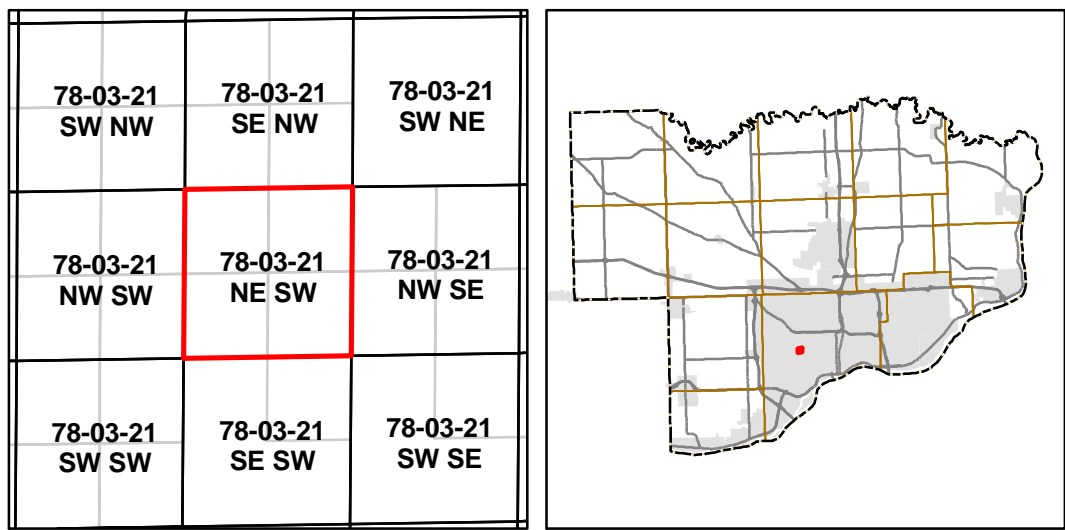 78-03-21
SW NW
78-03-21
SE NW
78-03-21
SW NE
78-03-21
NW SW
78-03-21
NE SW
78-03-21
NW SE
78-03-21
SW SW
78-03-21
SE SW
78-03-21
SW SE